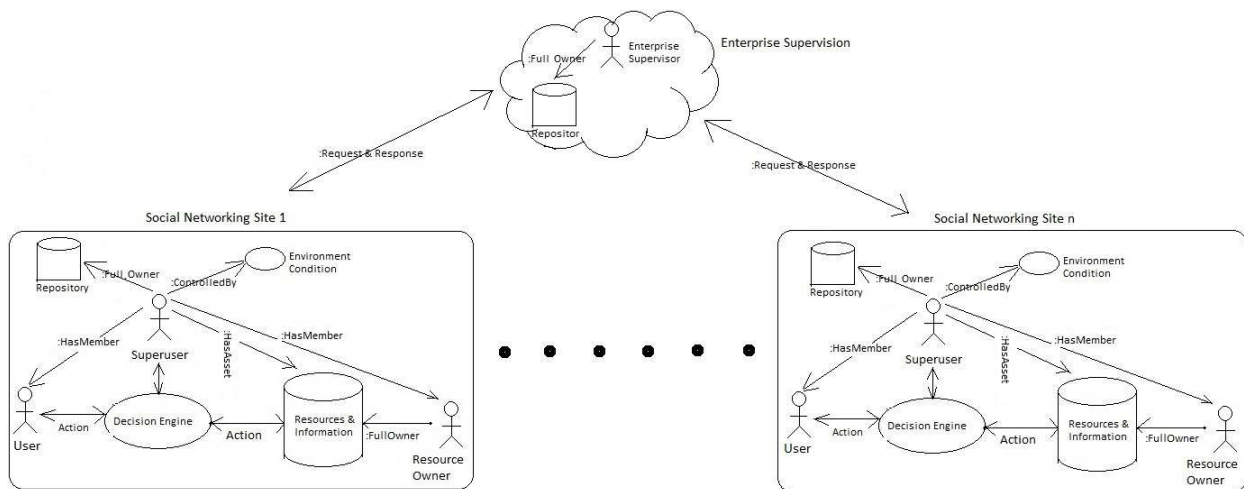 Enterprise Supervision
Enterprise
Supervisor
:Full Owner
Repositor
:Request & Response
:Request & Response
Social Networking Site 1
Environment
Condition
:Full_Owner
Repository
:ControlledBy
:HasMember
:HasMember
:HasAsset
Superuser
Decision Engine
Resources &
Information
User
Action
Action
:FullOwner
Resource
Owner
Social Networking Site n
Environment
Condition
:Full_Owner
Repository
:ControlledBy
:HasMember
:HasMember
:HasAsset
Superuser
Decision Engine
Resources &
Information
User
Action
Action
:FullOwner
Resource
Owner